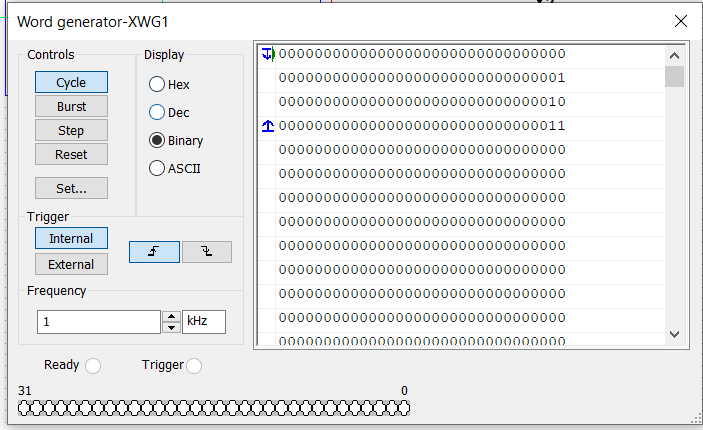 Word generator-XWG1
Controls
Cycle
Burst
Step
Reset
Set...
Display
Hex
Dec
Binary
ASCII
Trigger
Internal
External
Frequency
1
kHz
Ready
Trigger
31
0
00000000000000000000000000000000
00000000000000000000000000000001
00000000000000000000000000000010
00000000000000000000000000000011
00000000000000000000000000000000
00000000000000000000000000000000
00000000000000000000000000000000
00000000000000000000000000000000
00000000000000000000000000000000
00000000000000000000000000000000
00000000000000000000000000000000
00000000000000000000000000000000
00000000000000000000000000000000